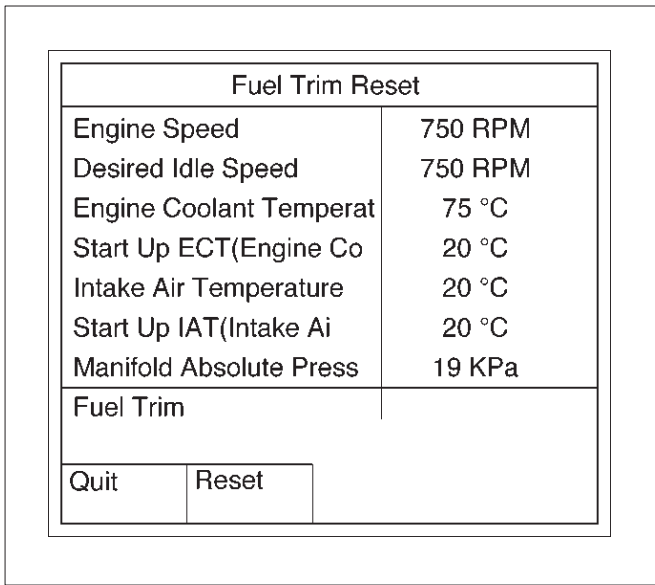 Fuel Trim Reset
Engine Speed 750 RPM
Desired Idle Speed 750 RPM
Engine Coolant Temperat 75 °C
Start Up ECT(Engine Co 20 °C
Intake Air Temperature 20 °C
Start Up IAT(Intake Ai 20 °C
Manifold Absolute Press 19 KPa
Fuel Trim
Quit Reset